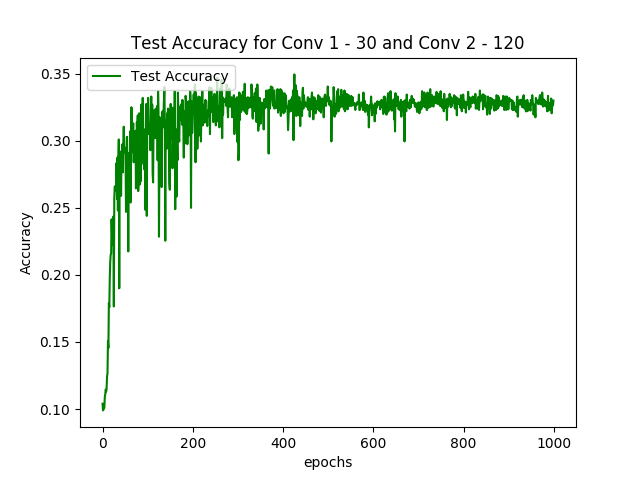 Test Accuracy for Conv 1 - 30 and Conv 2 - 120
Test Accuracy
0.35
0.30
0.25
0.20
0.15
0.10
Accuracy
0 200 400 600 800 1000
epochs